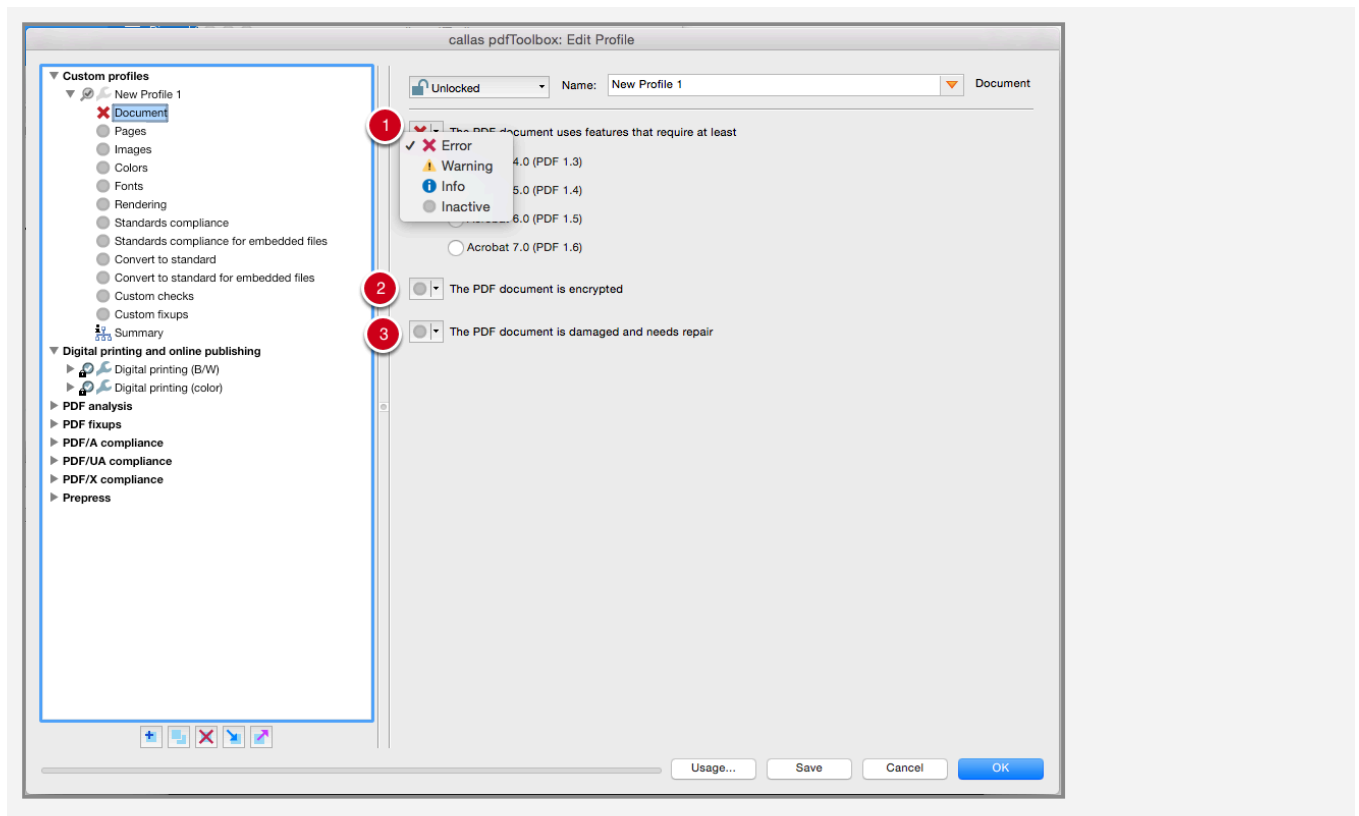 callas pdfToolbox: Edit Profile
Custom profiles
New Profile 1
Document
Pages
Images
Colors
Fonts
Rendering
Standards compliance
Standards compliance for embedded files
Convert to standard
Convert to standard for embedded files
Custom checks
Custom fixups
Summary
Digital printing and online publishing
Digital printing (B/W)
Digital printing (color)
PDF analysis
PDF fixups
PDF/A compliance
PDF/UA compliance
PDF/X compliance
Prepress
Unlocked Name: New Profile 1 Document
1 The PDF document uses features that require at least
Error
Warning 4.0 (PDF 1.3)
Info 5.0 (PDF 1.4)
Inactive
6.0 (PDF 1.5)
Acrobat 7.0 (PDF 1.6)
2 The PDF document is encrypted
3 The PDF document is damaged and needs repair
Usage... Save Cancel OK